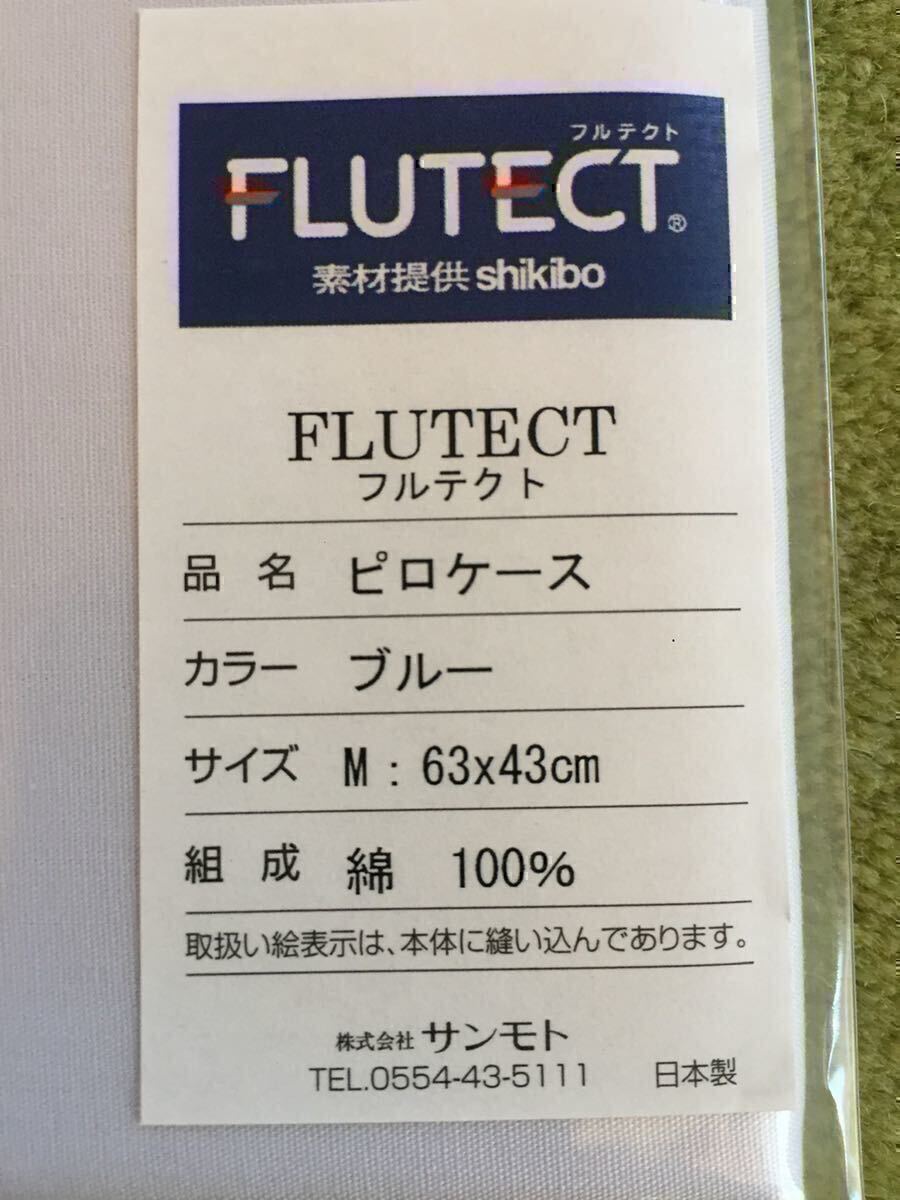 フルテクト
FLUTECT®
素材提供 shikibo
FLUTECT
フルテクト
品 名 ピロケース
カラー ブルー
サイズ M : 63x43cm
組 成 綿 100%
取扱い絵表示は、本体に縫い込んであります。
株式会社 サンモト
TEL.0554-43-5111 日本製